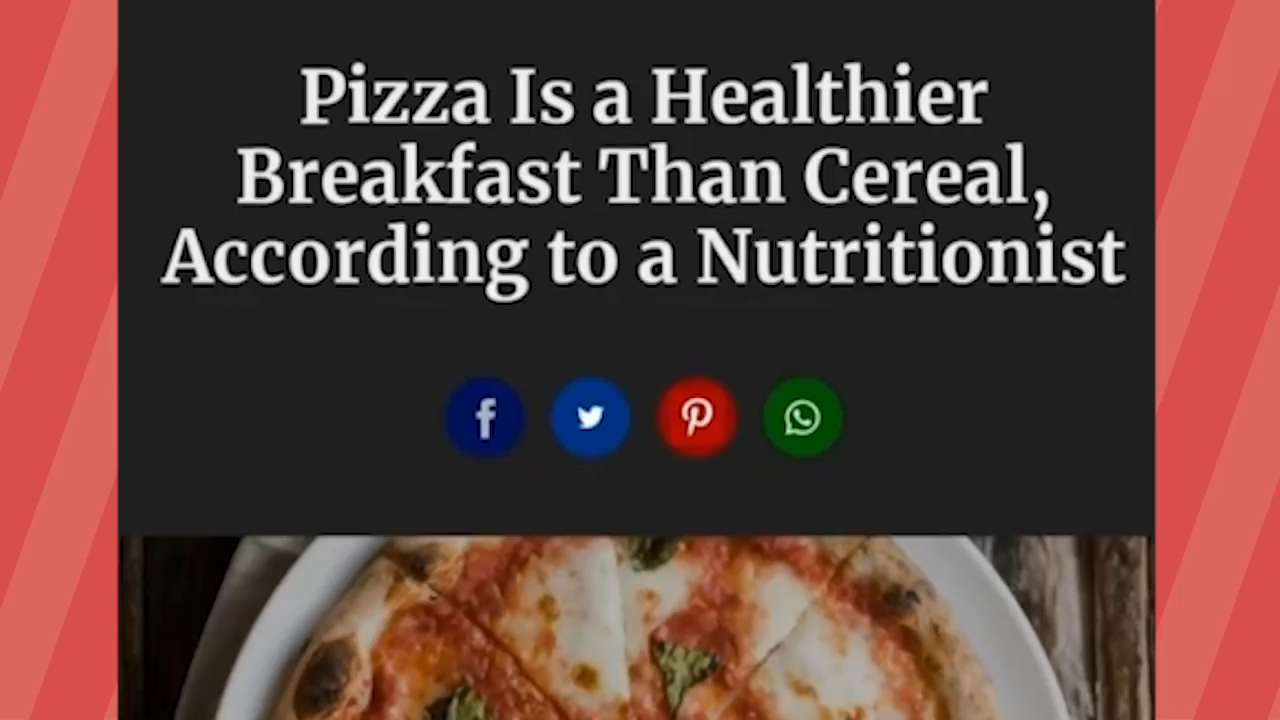 Pizza Is a Healthier
Breakfast Than Cereal,
According to a Nutritionist